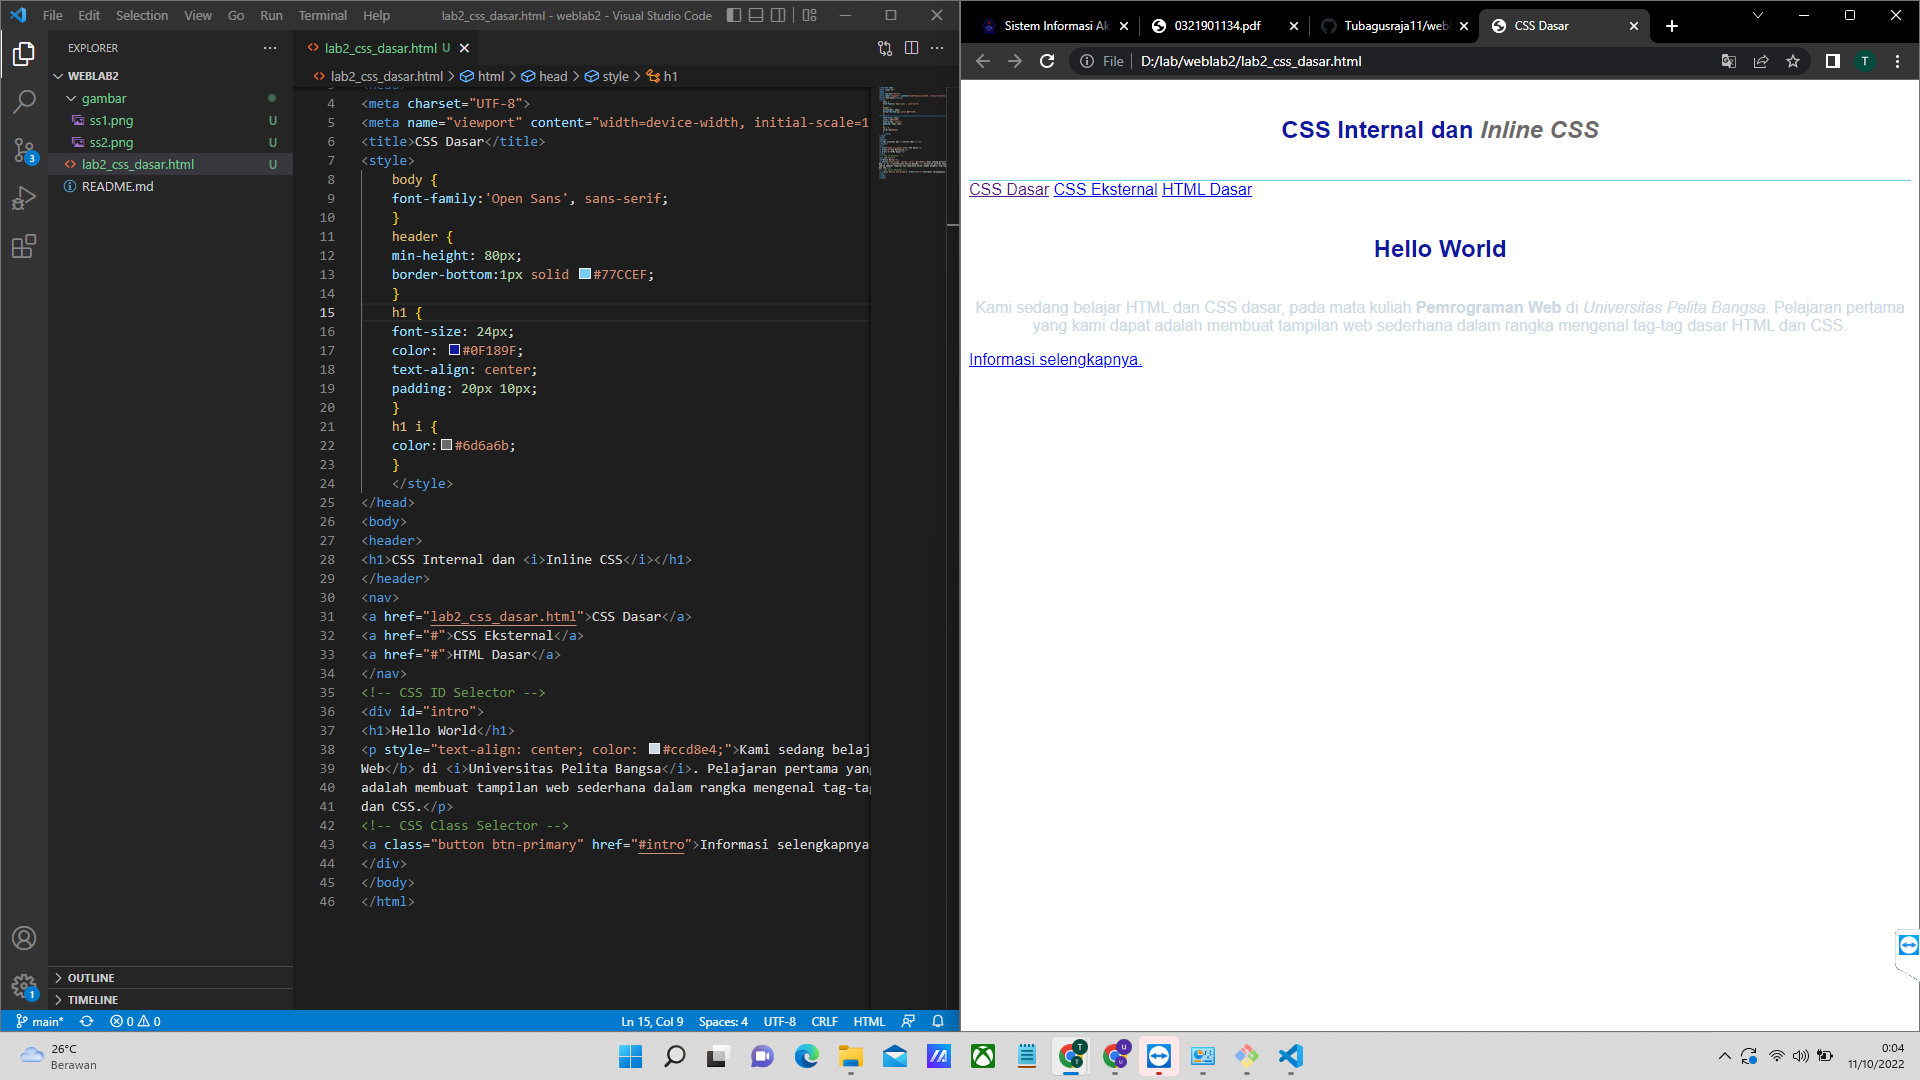 File Edit Selection View Go Run Terminal Help
lab2_css_dasar.html - weblab2 - Visual Studio Code
EXPLORER
WEBLAB2
gambar
ss1.png U
ss2.png U
lab2_css_dasar.html U
README.md
OUTLINE
TIMELINE
lab2_css_dasar.html U
lab2_css_dasar.html > html > head > style > h1
4 <meta charset="UTF-8">
5 <meta name="viewport" content="width=device-width, initial-scale=1
6 <title>CSS Dasar</title>
7 <style>
8 body {
9 font-family:'Open Sans', sans-serif;
10 }
11 header {
12 min-height: 80px;
13 border-bottom:1px solid #77CCEF;
14 }
15 h1 {
16 font-size: 24px;
17 color: #0F189F;
18 text-align: center;
19 padding: 20px 10px;
20 }
21 h1 i {
22 color:#6d6a6b;
23 }
24 </style>
25 </head>
26 <body>
27 <header>
28 <h1>CSS Internal dan <i>Inline CSS</i></h1>
29 </header>
30 <nav>
31 <a href="lab2_css_dasar.html">CSS Dasar</a>
32 <a href="#">CSS Eksternal</a>
33 <a href="#">HTML Dasar</a>
34 </nav>
35 <!-- CSS ID Selector -->
36 <div id="intro">
37 <h1>Hello World</h1>
38 <p style="text-align: center; color: #ccd8e4;">Kami sedang belaj
39 Web</b> di <i>Universitas Pelita Bangsa</i>. Pelajaran pertama yan
40 adalah membuat tampilan web sederhana dalam rangka mengenal tag-ta
41 dan CSS.</p>
42 <!-- CSS Class Selector -->
43 <a class="button btn-primary" href="#intro">Informasi selengkapnya
44 </div>
45 </body>
46 </html>
main* 0 0
Ln 15, Col 9 Spaces: 4 UTF-8 CRLF HTML
3
1
Sistem Informasi Ak
0321901134.pdf
Tubagusraja11/web
CSS Dasar
File D:/lab/weblab2/lab2_css_dasar.html
T
CSS Internal dan Inline CSS
CSS Dasar CSS Eksternal HTML Dasar
Hello World
Kami sedang belajar HTML dan CSS dasar, pada mata kuliah Pemrograman Web di Universitas Pelita Bangsa. Pelajaran pertama
yang kami dapat adalah membuat tampilan web sederhana dalam rangka mengenal tag-tag dasar HTML dan CSS.
Informasi selengkapnya.
26°C
Berawan
0:04
11/10/2022